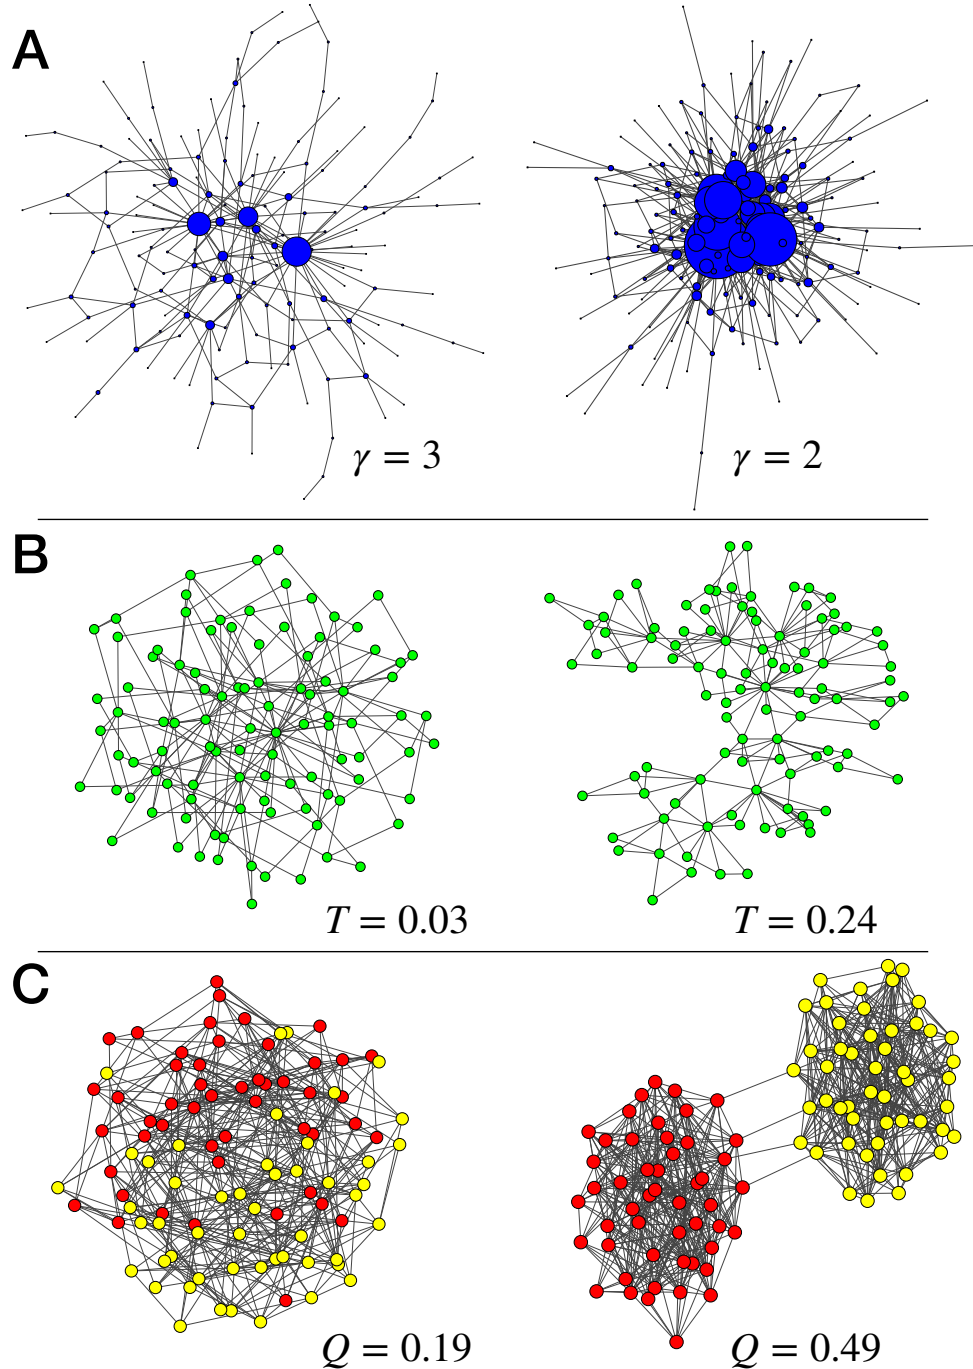 A
γ = 3
γ = 2
B
T = 0.03
T = 0.24
C
Q = 0.19
Q = 0.49